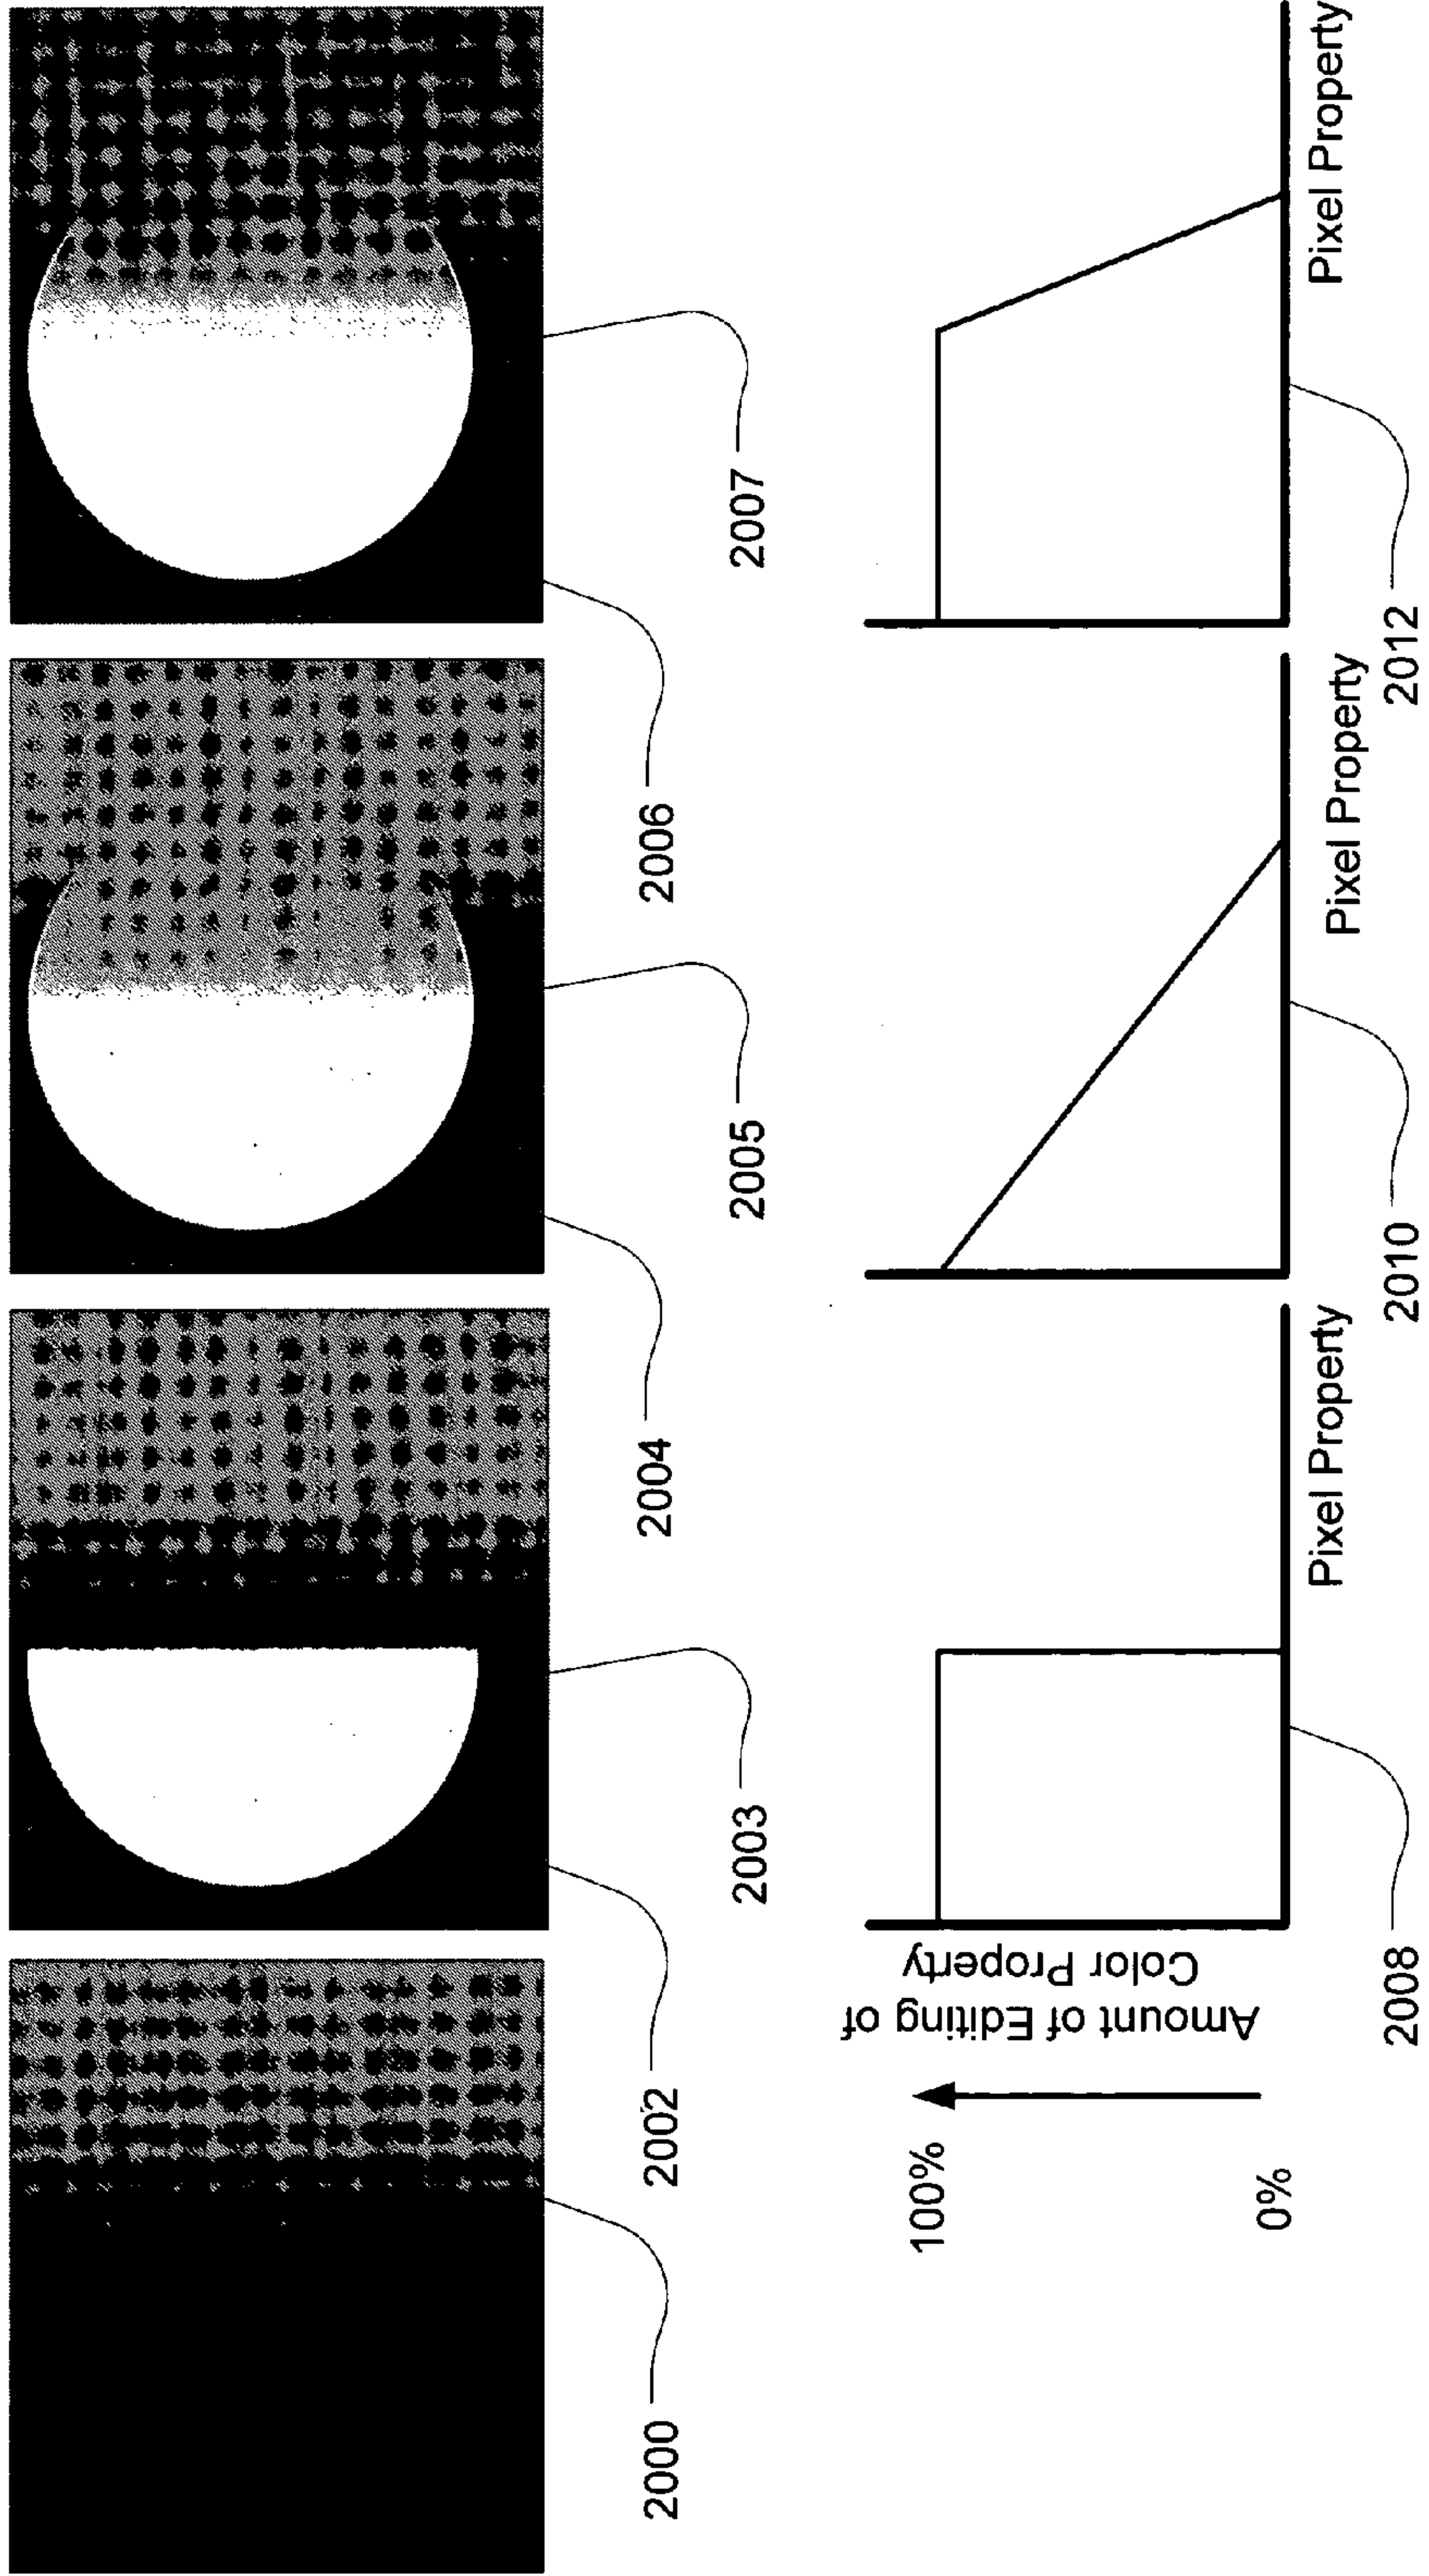 2000
2002
2003
2004
2005
2006
2007
100%
0%
Amount of Editing of
Color Property
Pixel Property
Pixel Property
Pixel Property
2008
2010
2012